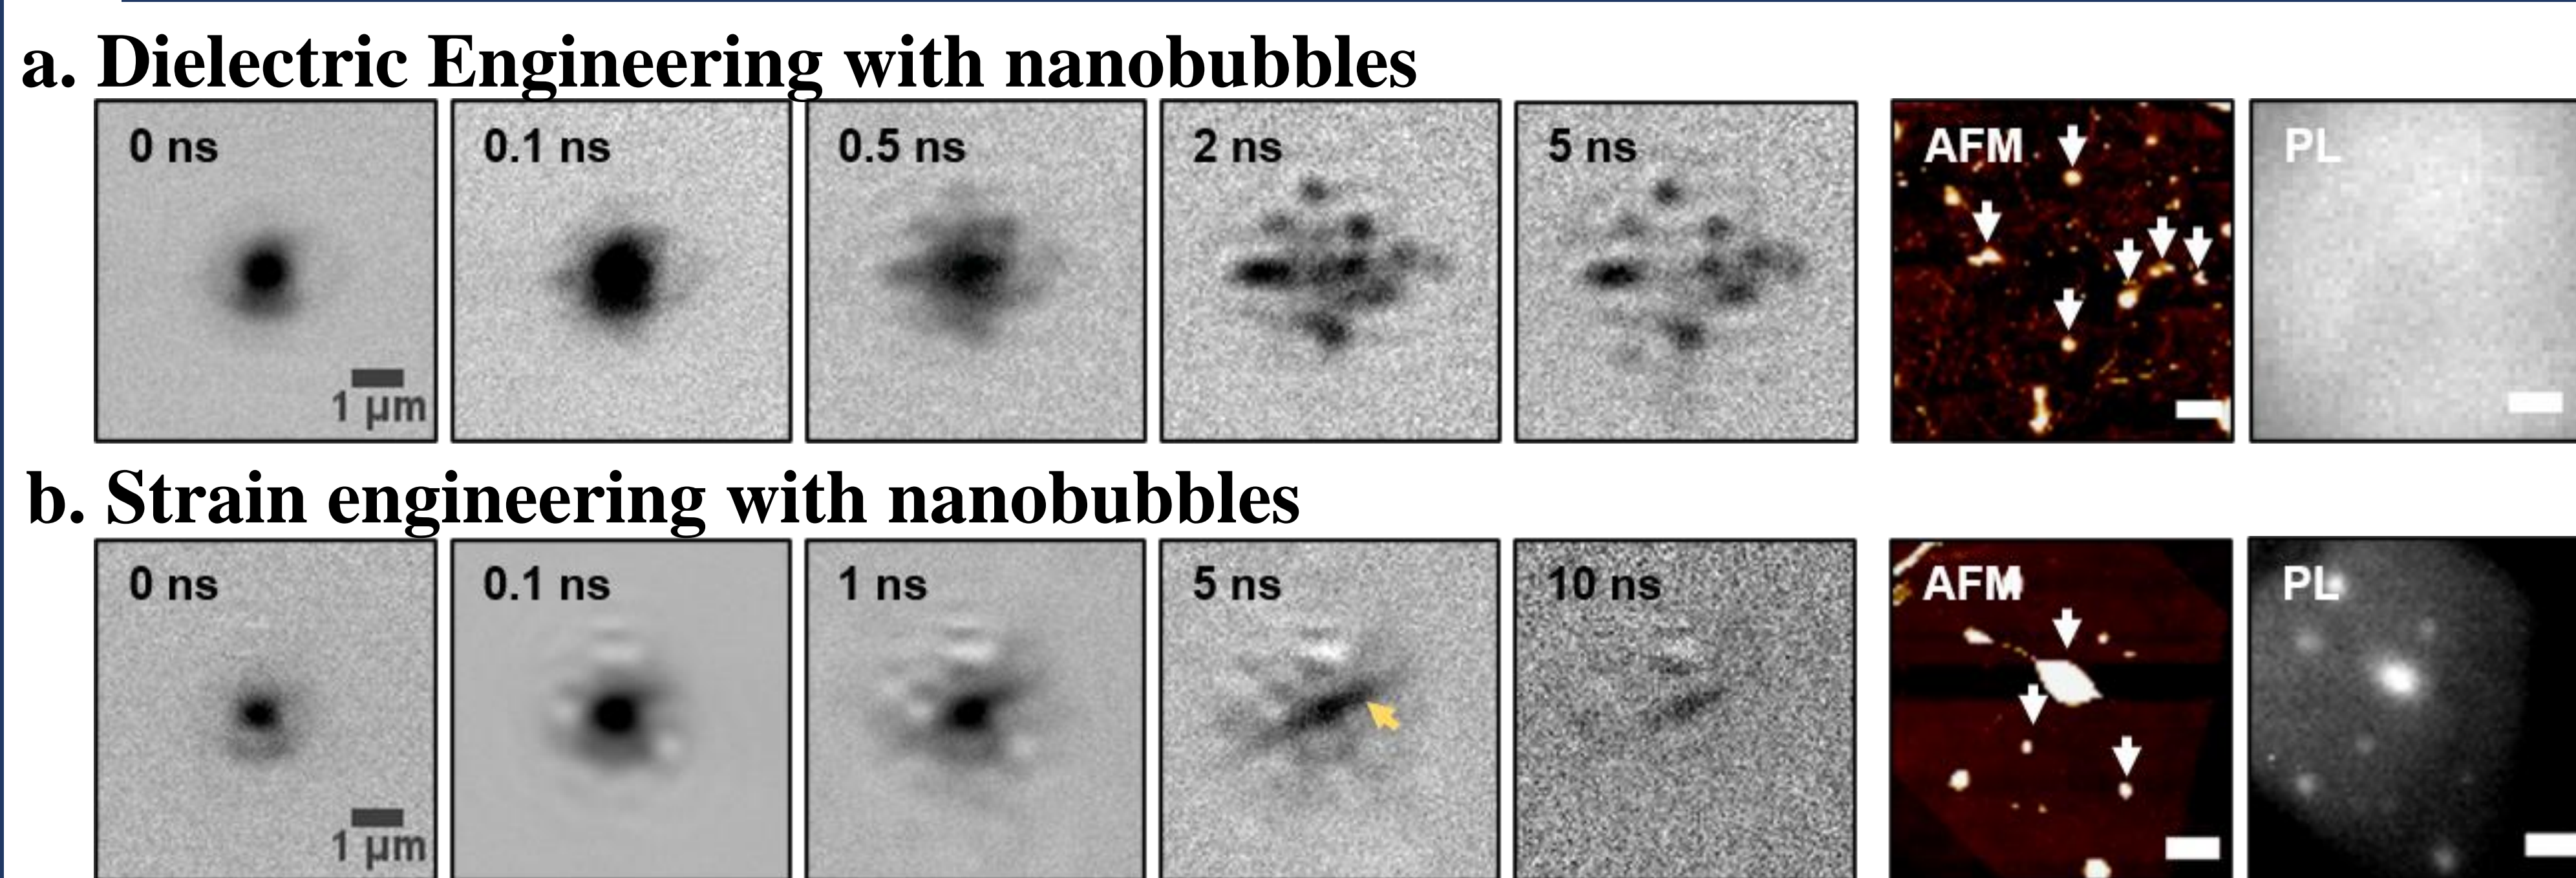 a. Dielectric Engineering with nanobubbles
0 ns
0.1 ns
0.5 ns
2 ns
5 ns
AFM
PL
1 µm
b. Strain engineering with nanobubbles
0 ns
0.1 ns
1 ns
5 ns
10 ns
AFM
PL
1 µm